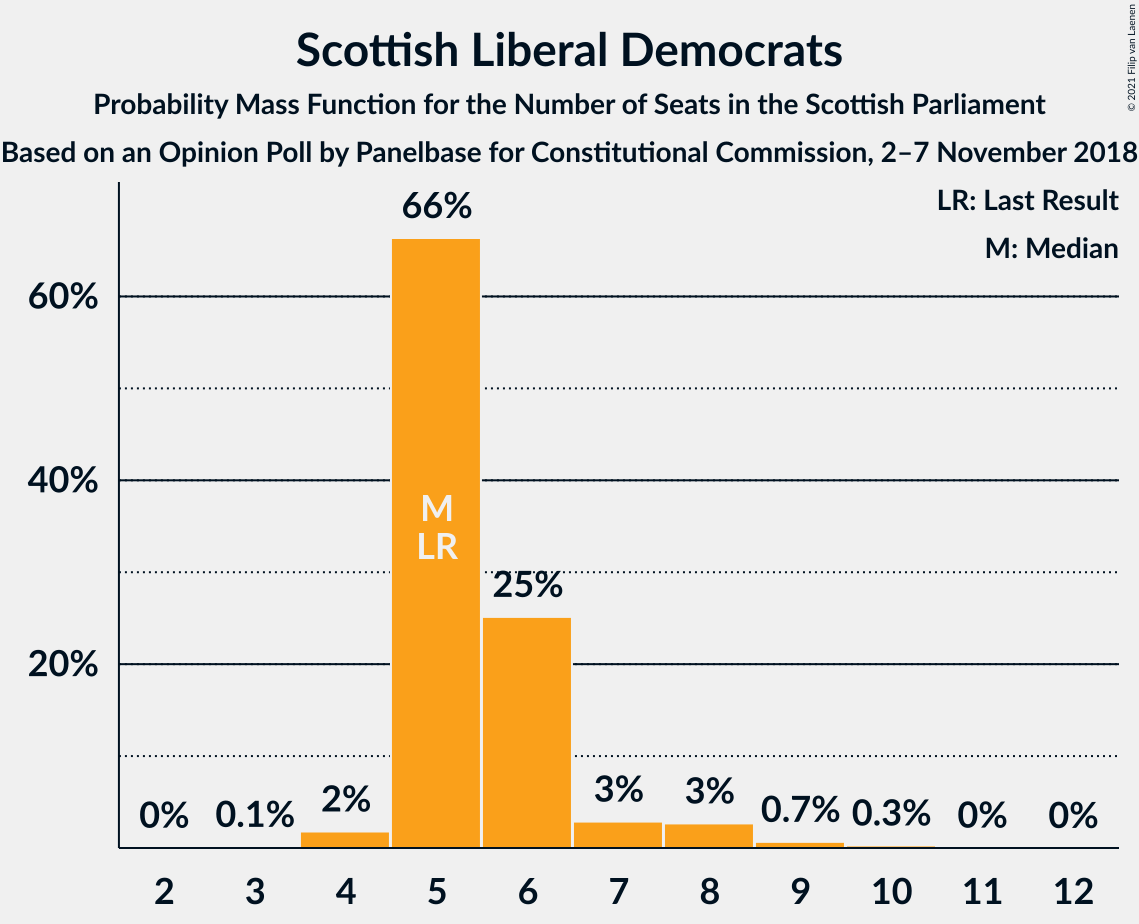 Scottish Liberal Democrats
Probability Mass Function for the Number of Seats in the Scottish Parliament
Based on an Opinion Poll by Panelbase for Constitutional Commission, 2–7 November 2018
© 2021 Filip van Laenen
LR: Last Result
M: Median
66%
60%
40%
M
LR
25%
20%
0%
0.1%
2%
3%
3%
0.7%
0.3%
0%
0%
2 3 4 5 6 7 8 9 10 11 12